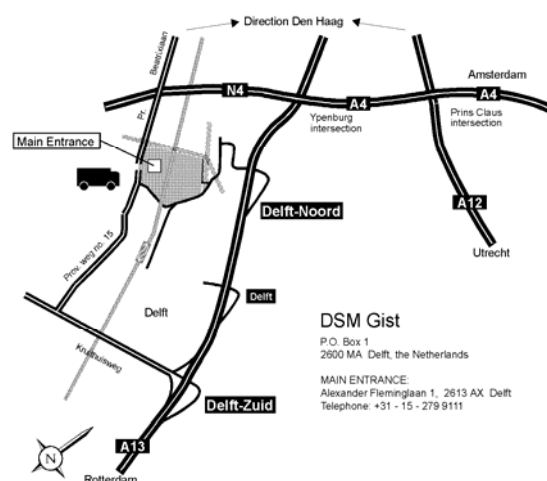 Direction Den Haag
Pr. Beatrixlaan
N4
A4
Amsterdam
A4
Ypenburg
intersection
Prins Claus
intersection
Main Entrance
Delft-Noord
A12
Utrecht
Prov. weg no. 15
Delft
Delft
Kruithuisweg
Delft-Zuid
A13
Rotterdam
N
DSM Gist
P.O. Box 1
2600 MA Delft, the Netherlands
MAIN ENTRANCE:
Alexander Fleminglaan 1, 2613 AX Delft
Telephone: +31 - 15 - 279 9111